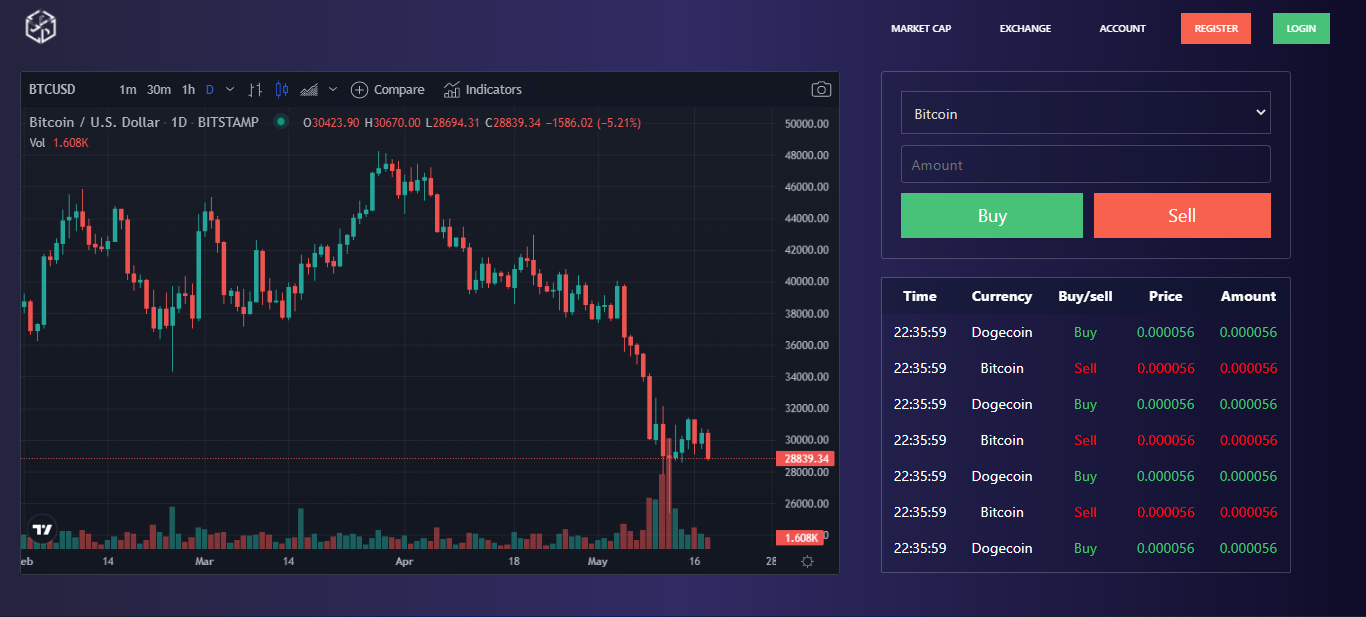 MARKET CAP EXCHANGE ACCOUNT REGISTER LOGIN
BTCUSD 1m 30m 1h D Compare Indicators
Bitcoin / U.S. Dollar · 1D · BITSTAMP O30423.90 H30670.00 L28694.31 C28839.34 −1586.02 (−5.21%)
Vol 1.608K
50000.00
48000.00
46000.00
44000.00
42000.00
40000.00
38000.00
36000.00
34000.00
32000.00
30000.00
28839.34
28000.00
26000.00
1.608K
eb 14 Mar 14 Apr 18 May 16 28
Bitcoin
Amount
Buy Sell
Time Currency Buy/sell Price Amount
22:35:59 Dogecoin Buy 0.000056 0.000056
22:35:59 Bitcoin Sell 0.000056 0.000056
22:35:59 Dogecoin Buy 0.000056 0.000056
22:35:59 Bitcoin Sell 0.000056 0.000056
22:35:59 Dogecoin Buy 0.000056 0.000056
22:35:59 Bitcoin Sell 0.000056 0.000056
22:35:59 Dogecoin Buy 0.000056 0.000056